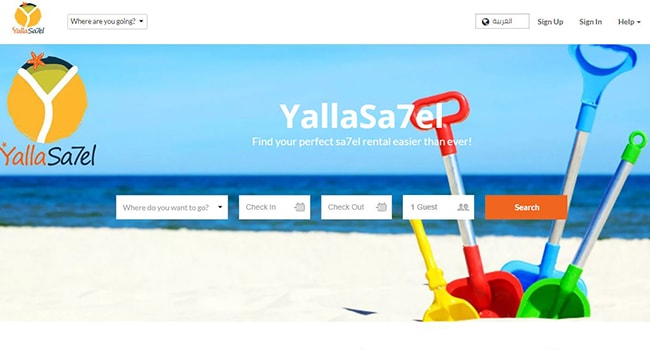 YallaSa7el
Where are you going?
العربية
Sign Up
Sign In
Help
YallaSa7el
YallaSa7el
Find your perfect sa7el rental easier than ever!
Where do you want to go?
Check In
Check Out
1 Guest
Search